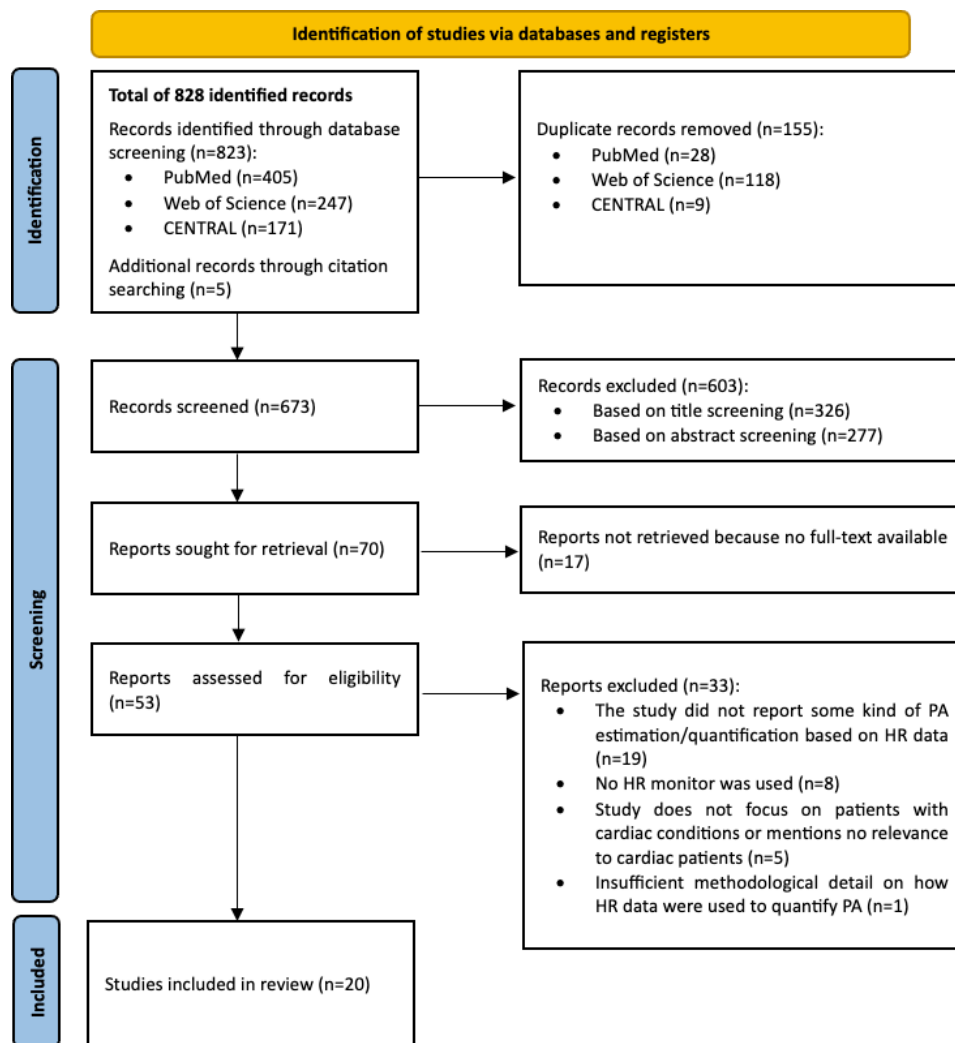 Identification of studies via databases and registers
Identification
Total of 828 identified records
Records identified through database
screening (n=823):
• PubMed (n=405)
• Web of Science (n=247)
• CENTRAL (n=171)
Additional records through citation
searching (n=5)
Duplicate records removed (n=155):
• PubMed (n=28)
• Web of Science (n=118)
• CENTRAL (n=9)
Screening
Records screened (n=673)
Records excluded (n=603):
• Based on title screening (n=326)
• Based on abstract screening (n=277)
Reports sought for retrieval (n=70)
Reports not retrieved because no full-text available
(n=17)
Reports assessed for eligibility
(n=53)
Reports excluded (n=33):
• The study did not report some kind of PA
estimation/quantification based on HR data
(n=19)
• No HR monitor was used (n=8)
• Study does not focus on patients with
cardiac conditions or mentions no relevance
to cardiac patients (n=5)
• Insufficient methodological detail on how
HR data were used to quantify PA (n=1)
Included
Studies included in review (n=20)